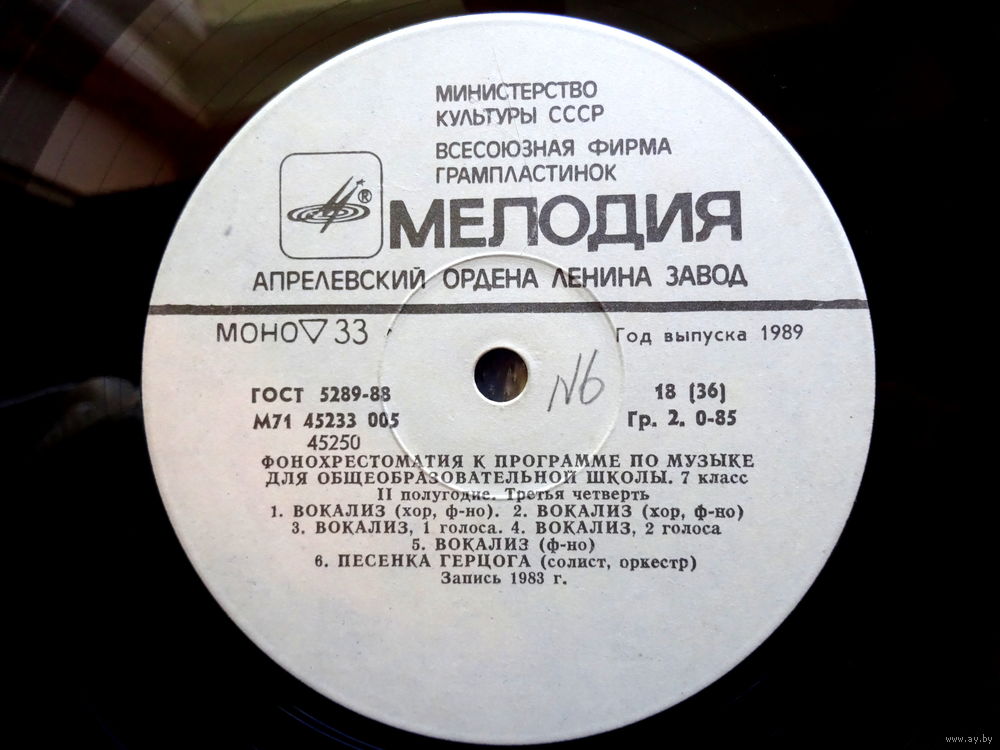 МИНИСТЕРСТВО
КУЛЬТУРЫ СССР
ВСЕСОЮЗНАЯ ФИРМА
ГРАМПЛАСТИНОК
®
МЕЛОДИЯ
АПРЕЛЕВСКИЙ ОРДЕНА ЛЕНИНА ЗАВОД
МОНО ▽ 33
Год выпуска 1989
N6
ГОСТ 5289-88
18 (36)
М71 45233 005
Гр. 2. 0-85
45250
ФОНОХРЕСТОМАТИЯ К ПРОГРАММЕ ПО МУЗЫКЕ
ДЛЯ ОБЩЕОБРАЗОВАТЕЛЬНОЙ ШКОЛЫ. 7 класс
II полугодие. Третья четверть
1. ВОКАЛИЗ (хор, ф-но). 2. ВОКАЛИЗ (хор, ф-но)
3. ВОКАЛИЗ, 1 голоса. 4. ВОКАЛИЗ, 2 голоса
5. ВОКАЛИЗ (ф-но)
6. ПЕСЕНКА ГЕРЦОГА (солист, оркестр)
Запись 1983 г.
www.ay.by